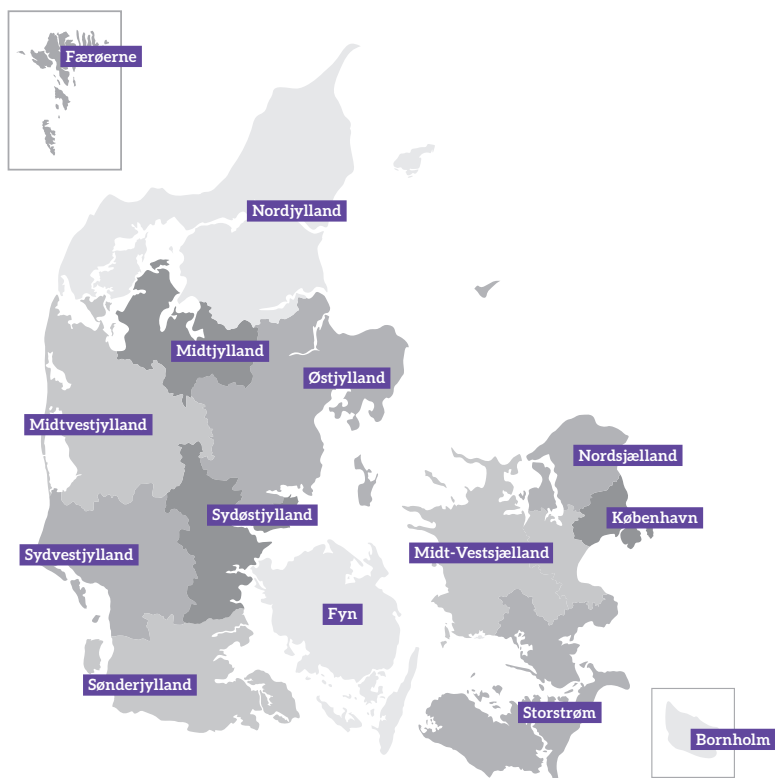 Færøerne
Nordjylland
Midtjylland
Østjylland
Midtvestjylland
Nordsjælland
Sydøstjylland
København
Sydvestjylland
Midt-Vestsjælland
Fyn
Sønderjylland
Storstrøm
Bornholm